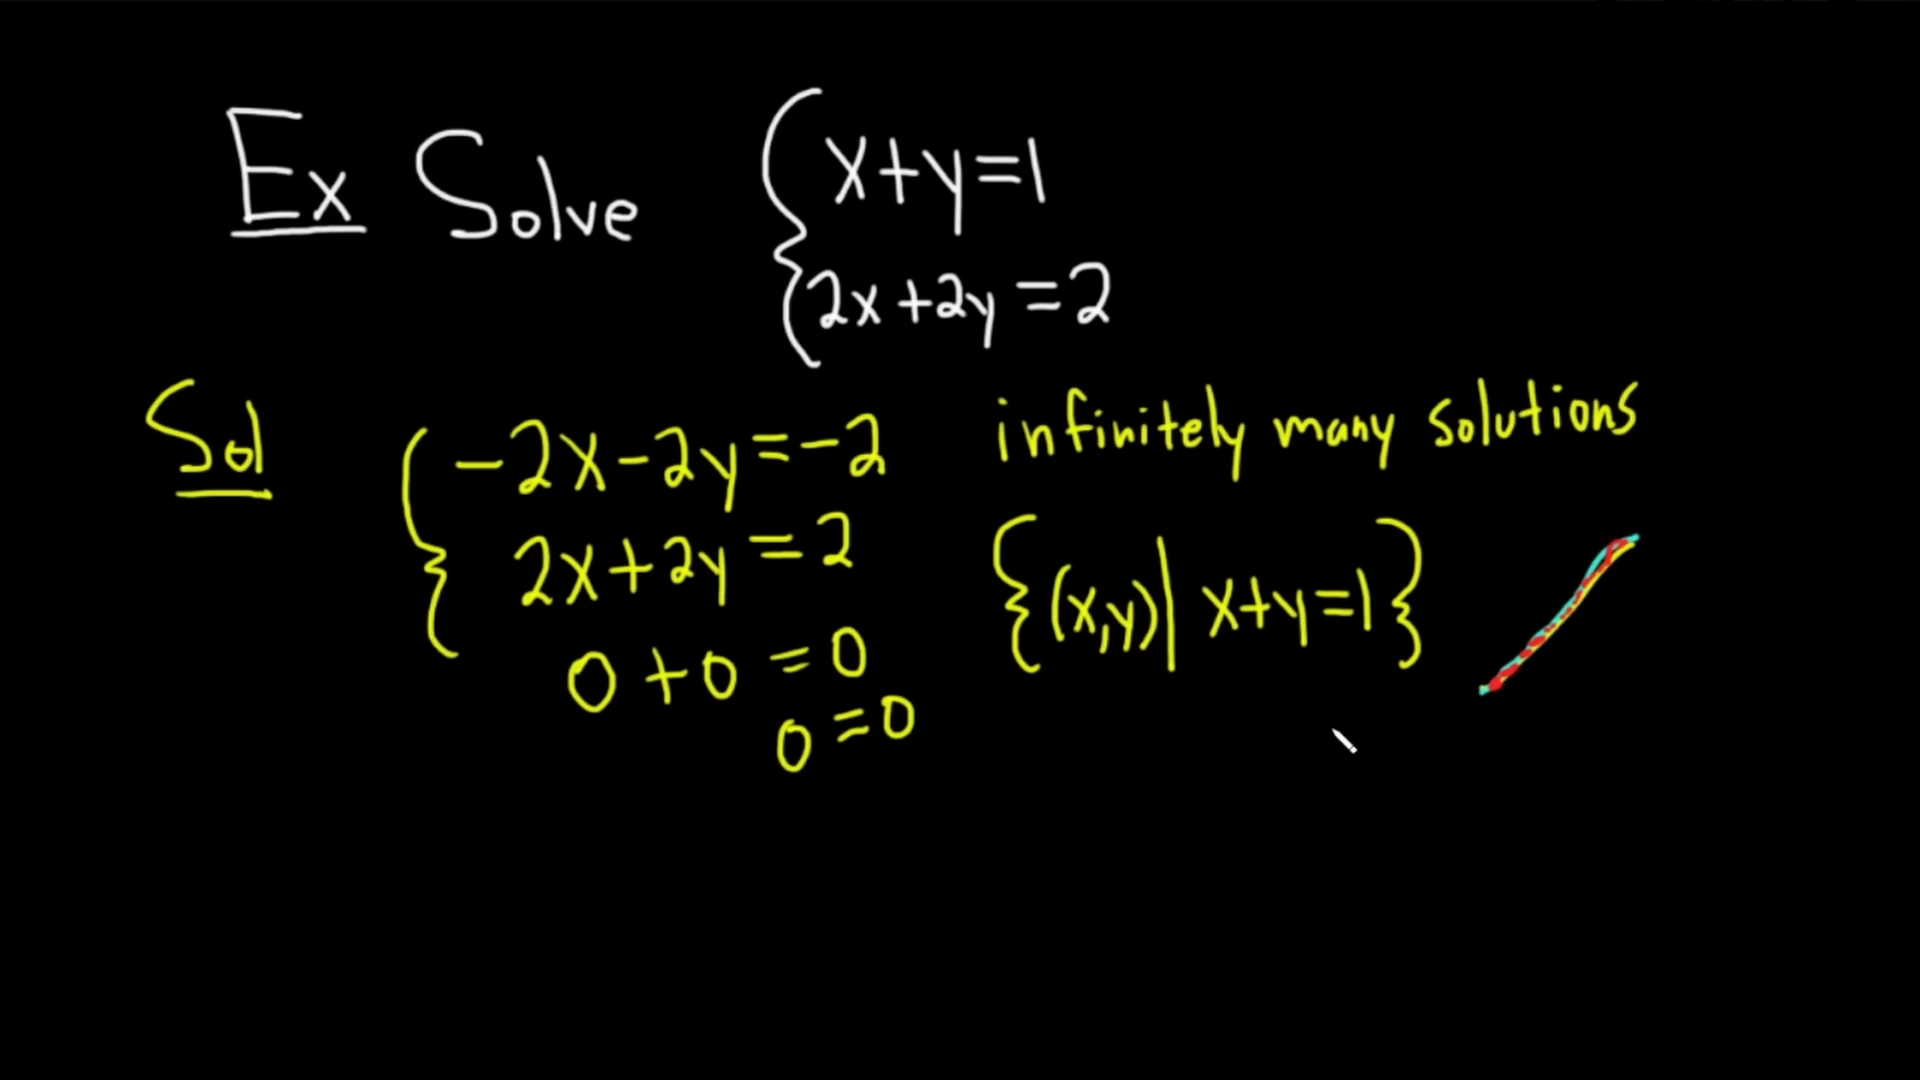 Ex Solve { x+y=1
2x+2y=2
Sol { -2x-2y=-2
2x+2y=2
0+0=0
0=0
infinitely many solutions
{(x,y)| x+y=1}